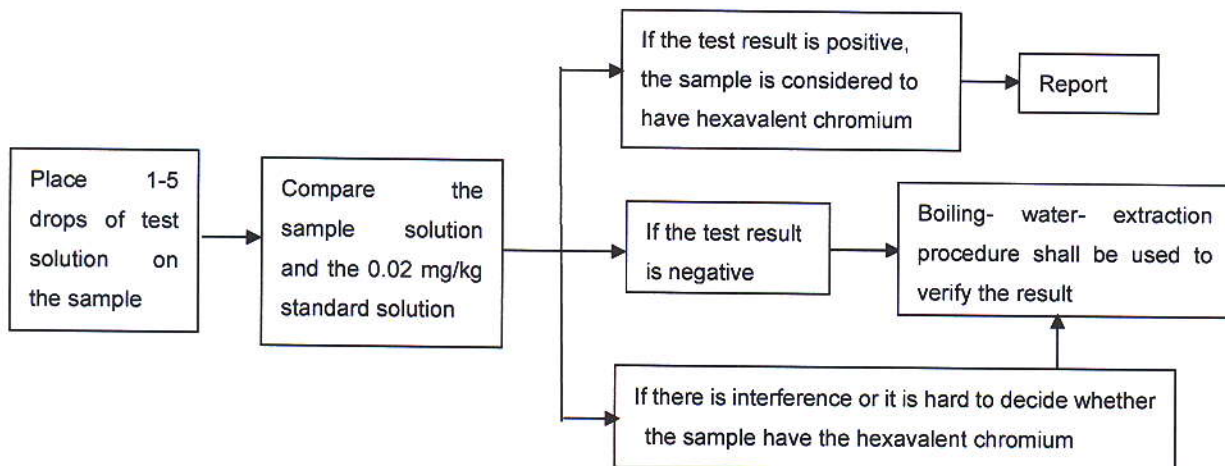 Place 1-5
drops of test
solution on
the sample
Compare the
sample solution
and the 0.02 mg/kg
standard solution
If the test result is positive,
the sample is considered to
have hexavalent chromium
Report
If the test result
is negative
Boiling- water- extraction
procedure shall be used to
verify the result
If there is interference or it is hard to decide whether
the sample have the hexavalent chromium